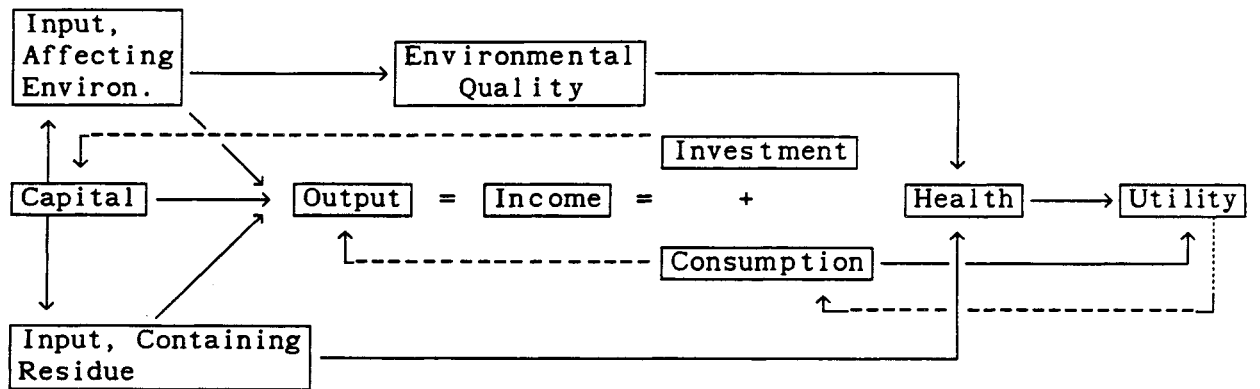 Input,
Affecting
Environ.
Environmental
Quality
Investment
Capital
Output = Income = +
Health
Utility
Consumption
Input, Containing
Residue